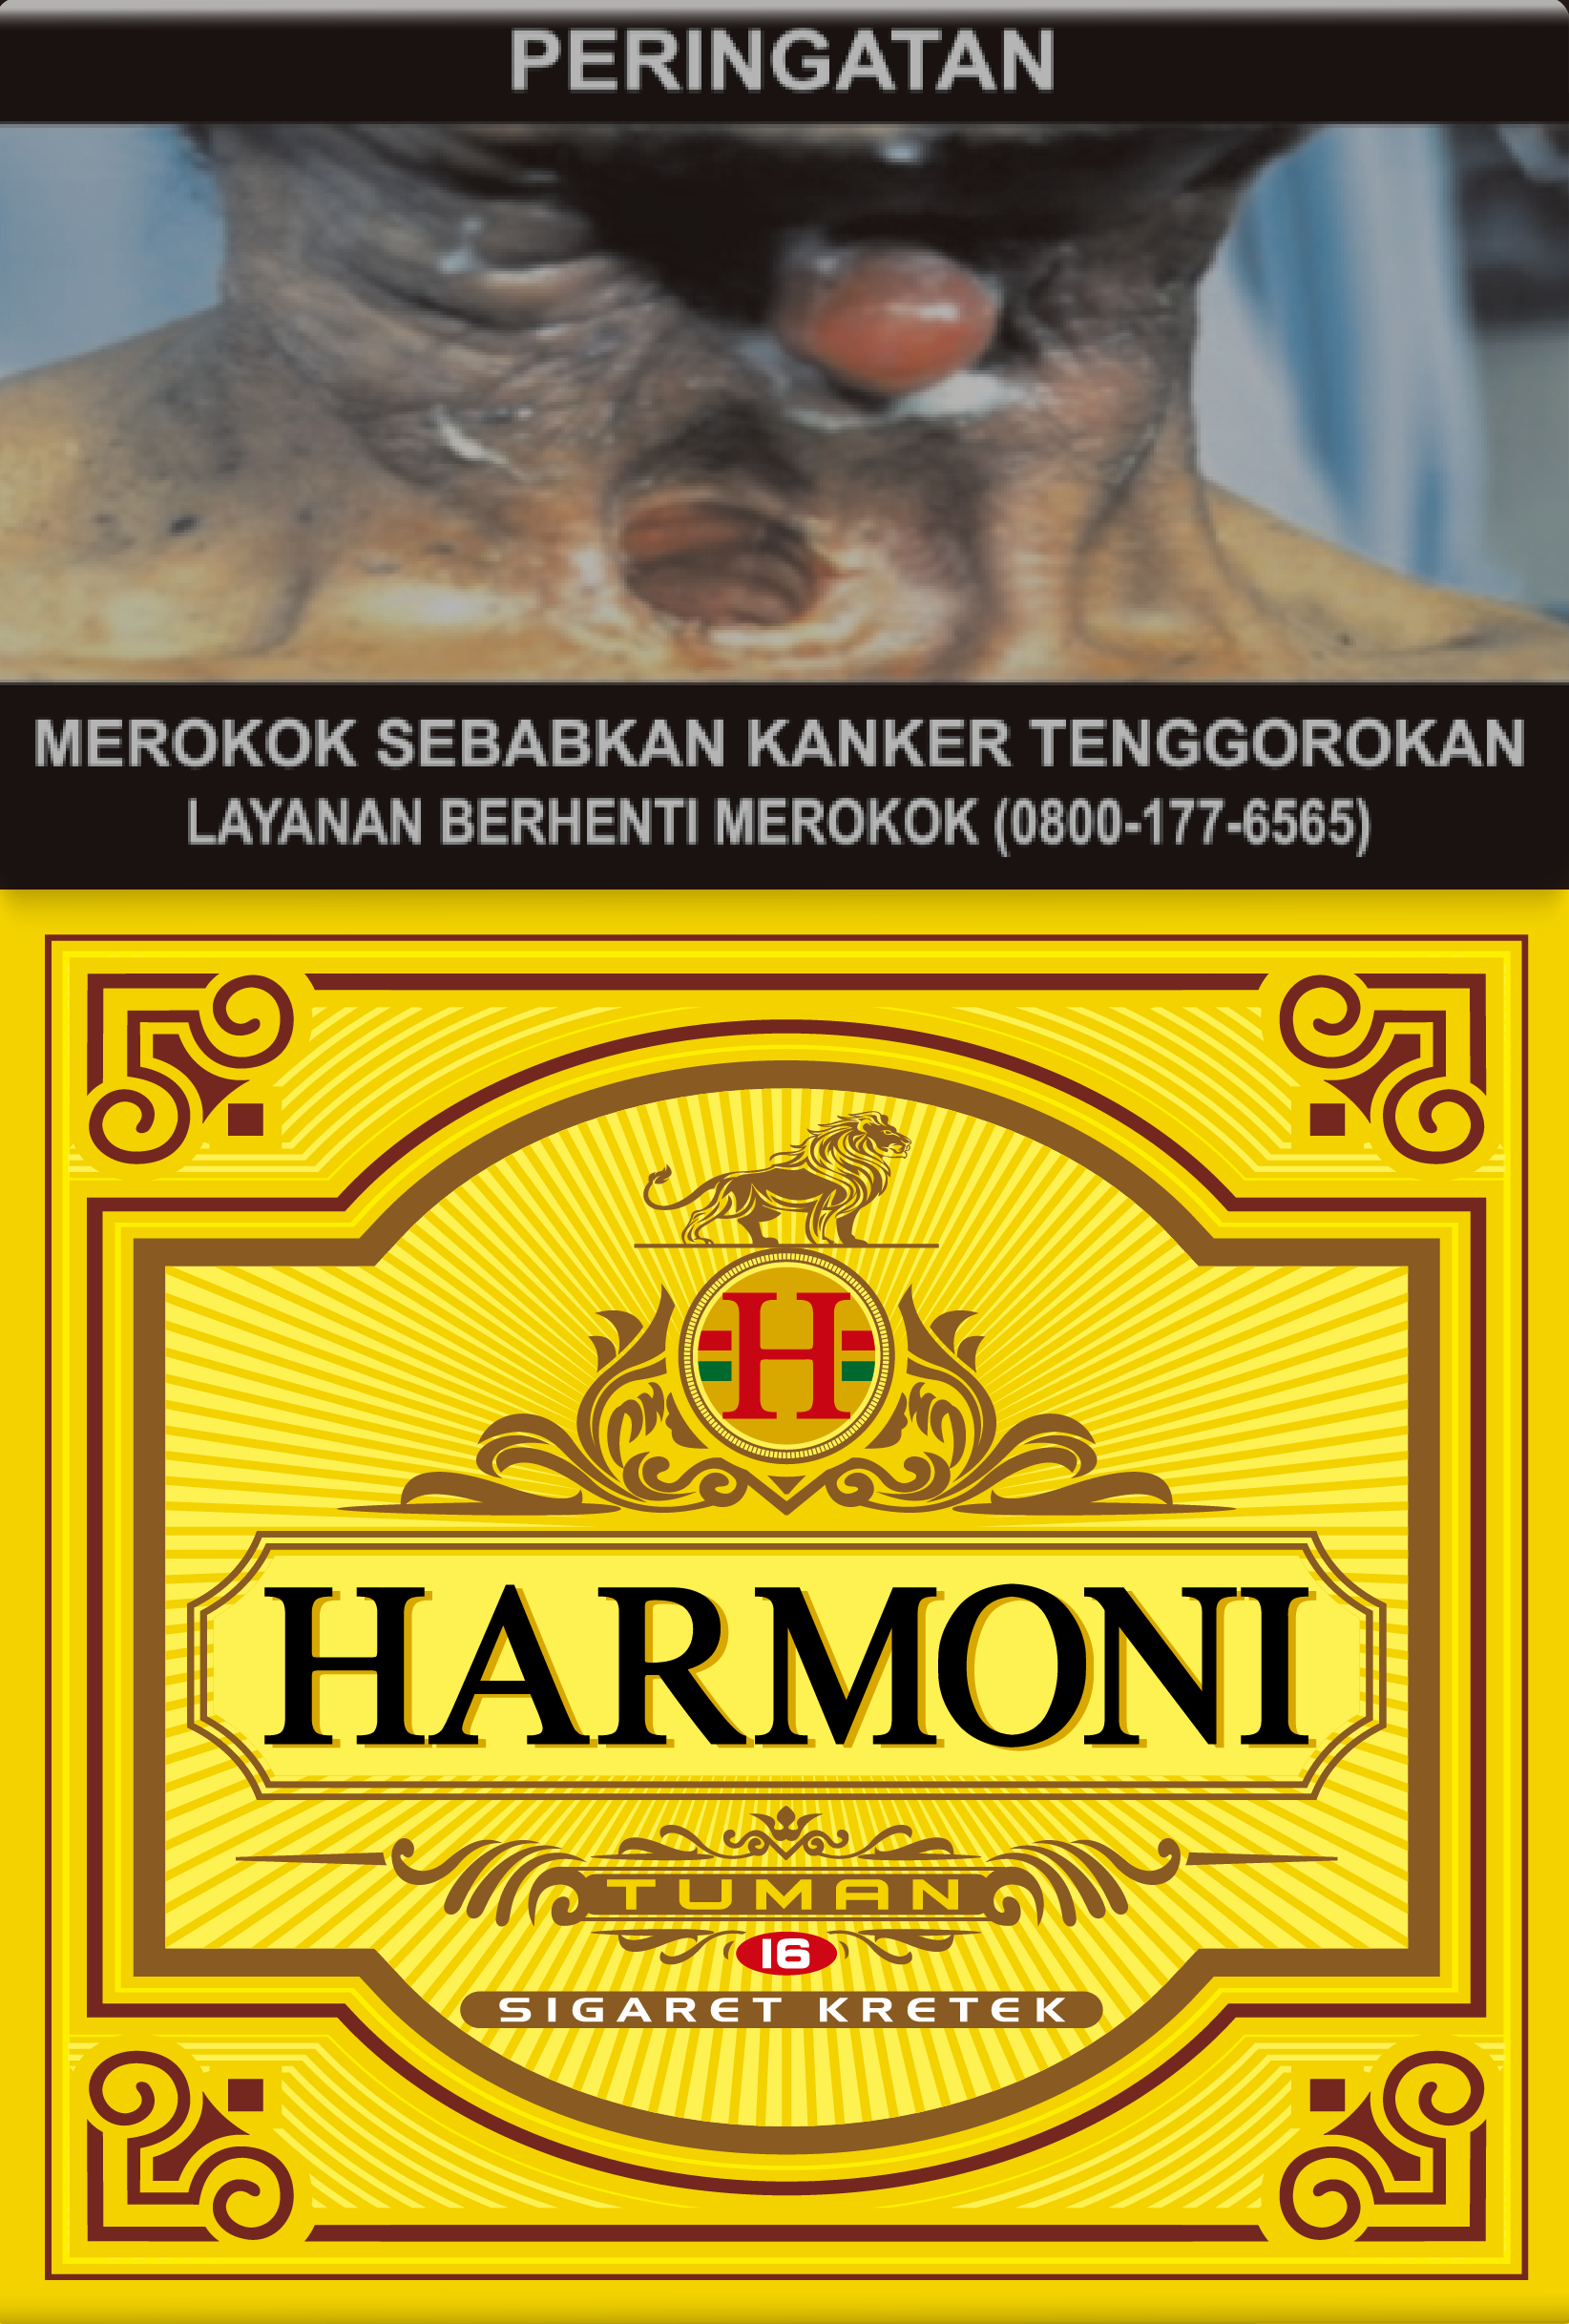 PERINGATAN
MEROKOK SEBABKAN KANKER TENGGOROKAN
LAYANAN BERHENTI MEROKOK (0800-177-6565)
H
HARMONI
TUMAN
16
SIGARET KRETEK